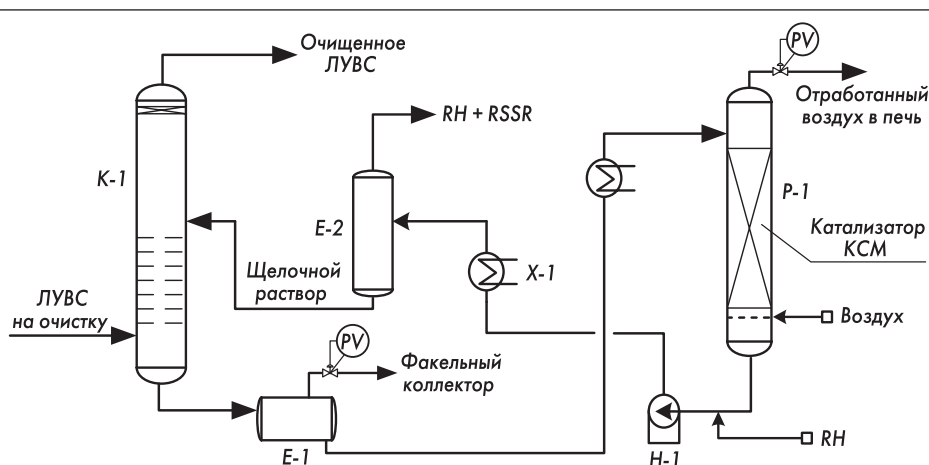 Очищенное
ЛУВС
PV
Отработанный
воздух в печь
RH + RSSR
К-1
Р-1
Е-2
Катализатор
КСМ
Х-1
Щелочной
раствор
ЛУВС
на очистку
Воздух
PV
Факельный
коллектор
Е-1
Н-1
RH